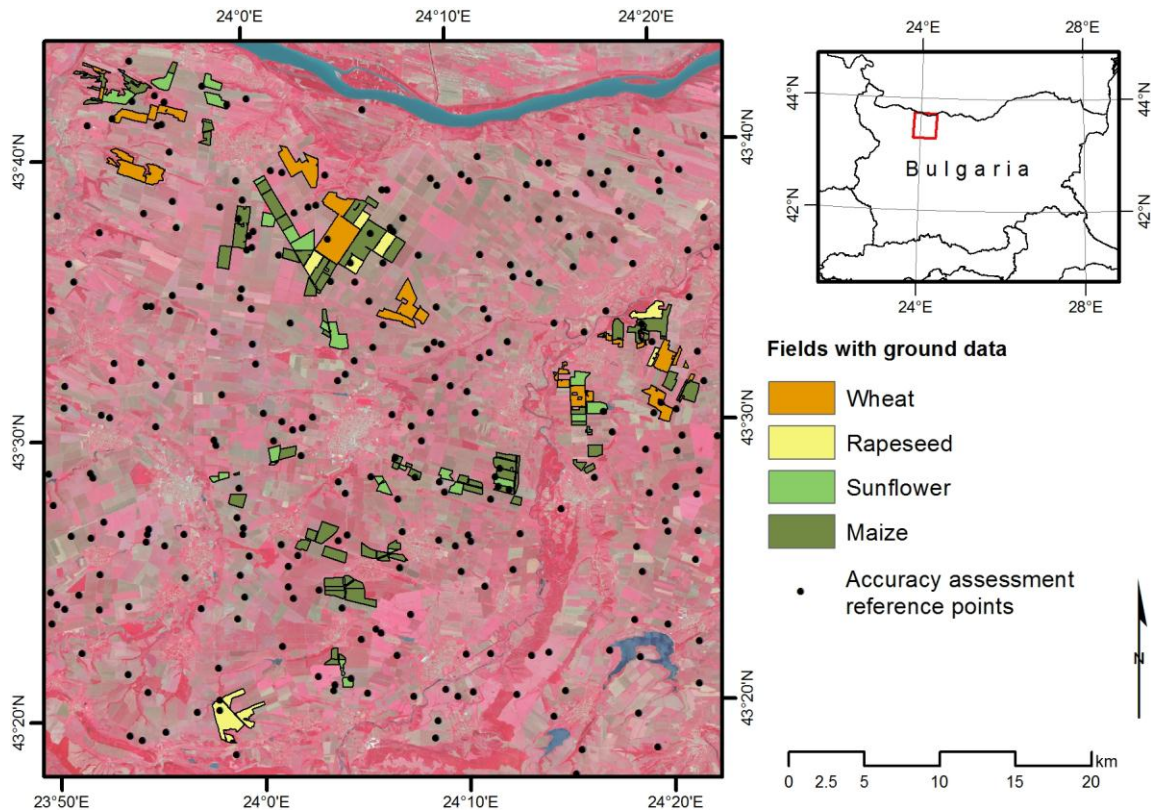 24°0'E 24°10'E 24°20'E
43°40'N
43°30'N
43°20'N
43°40'N
43°30'N
43°20'N
23°50'E 24°0'E 24°10'E 24°20'E
24°E 28°E
44°N
42°N
44°N
42°N
Bulgaria
24°E 28°E
Fields with ground data
Wheat
Rapeseed
Sunflower
Maize
Accuracy assessment
reference points
N
km
0 2.5 5 10 15 20